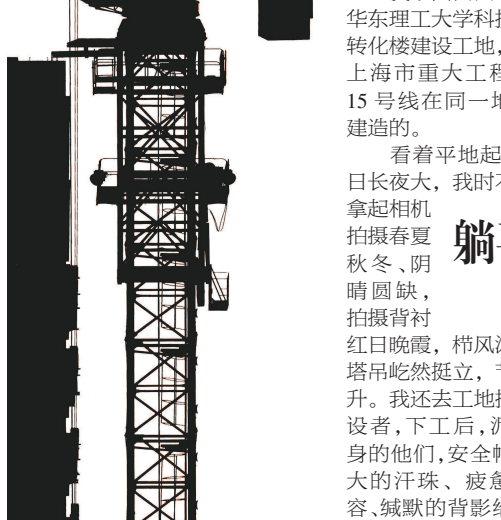 华东理工大学科技
转化楼建设工地,
上海市重大工程
15 号线在同一地
建造的。
看着平地起
日长夜大，我时不
拿起相机
拍摄春夏
秋冬、阴
晴圆缺，
拍摄背衬
躺
红日晚霞，栉风沐
塔吊屹然挺立，节
升。我还去工地拍
设者,下工后,泥
身的他们,安全帽
大的汗珠、疲惫
容、缄默的背影给